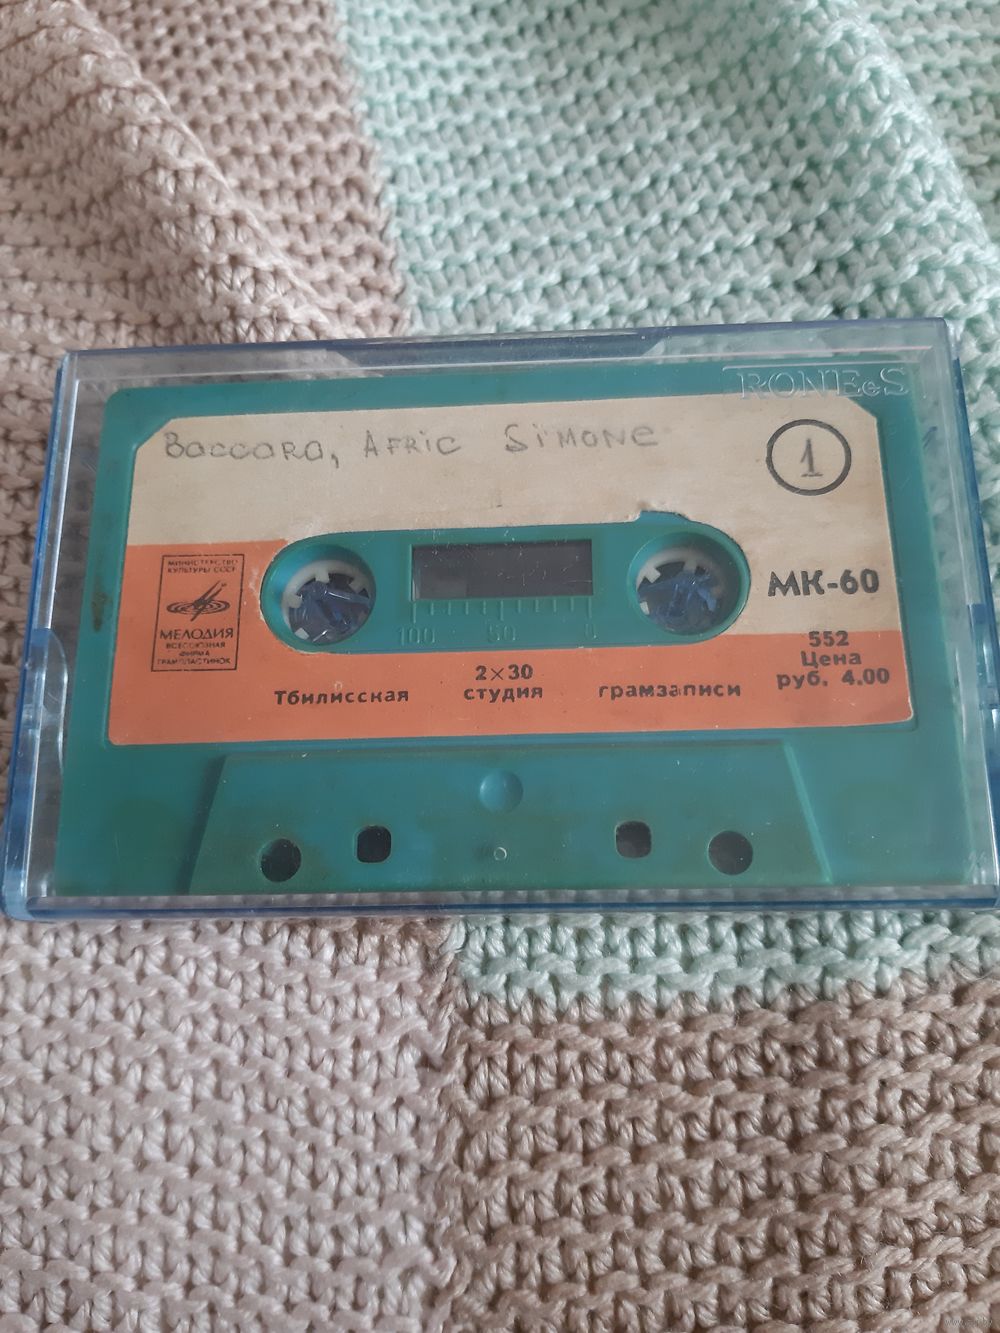 RONEeS
Baccara, AFRIC SiMONE
1
МИНИСТЕРСТВО
КУЛЬТУРЫ СССР
МЕЛОДИЯ
ВСЕСОЮЗНАЯ
ФИРМА
ГРАМПЛАСТИНОК
МК-60
100 50 0
552
Цена
руб. 4.00
2×30
Тбилисская студия грамзаписи